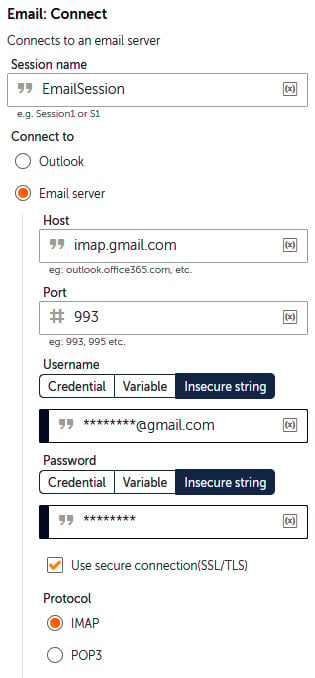 Email: Connect
Connects to an email server
Session name
EmailSession
(x)
e.g. Session1 or S1
Connect to
Outlook
Email server
Host
imap.gmail.com
(x)
eg: outlook.office365.com, etc.
Port
# 993
(x)
eg: 993, 995 etc.
Username
Credential Variable Insecure string
********@gmail.com
(x)
Password
Credential Variable Insecure string
********
(x)
Use secure connection(SSL/TLS)
Protocol
IMAP
POP3